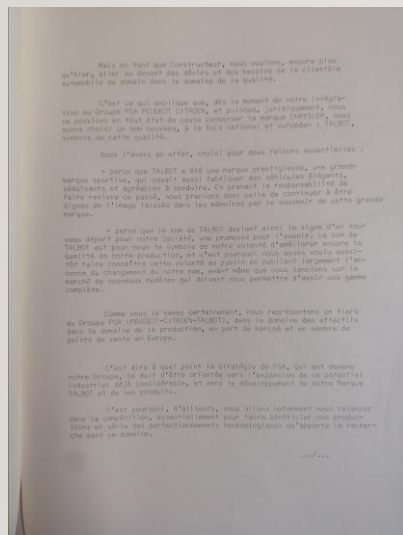 Mais en tant que Constructeur, nous voulons, encore plus
qu'hier, aller au devant des désirs et des besoins de la clientèle
automobile de demain dans le domaine de la qualité.
C'est ce qui explique que, dès le moment de notre intégra-
tion au Groupe PSA PEUGEOT CITROEN, et puisque, juridiquement, nous
ne pouvions en tout état de cause conserver la marque CHRYSLER, nous
avons choisi un nom nouveau, à la fois national et européen : TALBOT,
symbole de cette qualité.
Nous l'avons en effet, choisi pour deux raisons essentielles :
- parce que TALBOT a été une marque prestigieuse, une grande
marque sportive, qui savait aussi fabriquer des véhicules élégants,
séduisants et agréables à conduire. En prenant la responsabilité de
faire revivre ce passé, nous prenions donc celle de continuer à être
dignes de l'image laissée dans les mémoires par le souvenir de cette grande
marque.
- parce que le nom de TALBOT devient ainsi le signe d'un nou-
veau départ pour notre Société, une promesse pour l'avenir. Le nom de
TALBOT est pour nous le symbole de notre volonté d'améliorer encore la
qualité de notre production, et c'est pourquoi nous avons voulu aussi-
tôt faire connaître cette volonté au public en publiant largement l'an-
nonce du changement de notre nom, avant même que nous lancions sur le
marché de nouveaux modèles qui doivent vous permettre d'avoir une gamme
complète.
Comme vous le savez certainement, nous représentons un tiers
du Groupe PSA (PEUGEOT-CITROEN-TALBOT), dans le domaine des effectifs
dans le domaine de la production, en part de marché et en nombre de
points de vente en Europe.
C'est dire à quel point la stratégie de PSA, qui est devenu
notre Groupe, se doit d'être orientée vers l'expansion de ce potentiel
industriel déjà considérable, et vers le développement de notre Marque
TALBOT et de ses produits.
C'est pourquoi, d'ailleurs, nous allons notamment nous relancer
dans la compétition, essentiellement pour faire bénéficier nos produc-
tions en série des perfectionnements technologiques qu'apporte la recher-
che dans ce domaine.
.../...